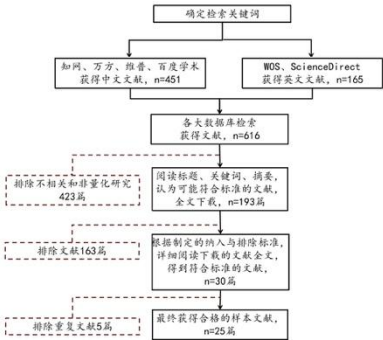 确定检索关键词
知网、万方、维普、百度学术
获得中文文献，n=451
WOS、ScienceDirect
获得英文文献，n=165
各大数据库检索
获得文献，n=616
排除不相关和非量化研究
423篇
阅读标题、关键词、摘要，
认为可能符合标准的文献，
全文下载，n=193篇
排除文献163篇
根据制定的纳入与排除标准，
详细阅读下载的文献全文，
得到符合标准的文献，
n=30篇
排除重复文献5篇
最终获得合格的样本文献，
n=25篇